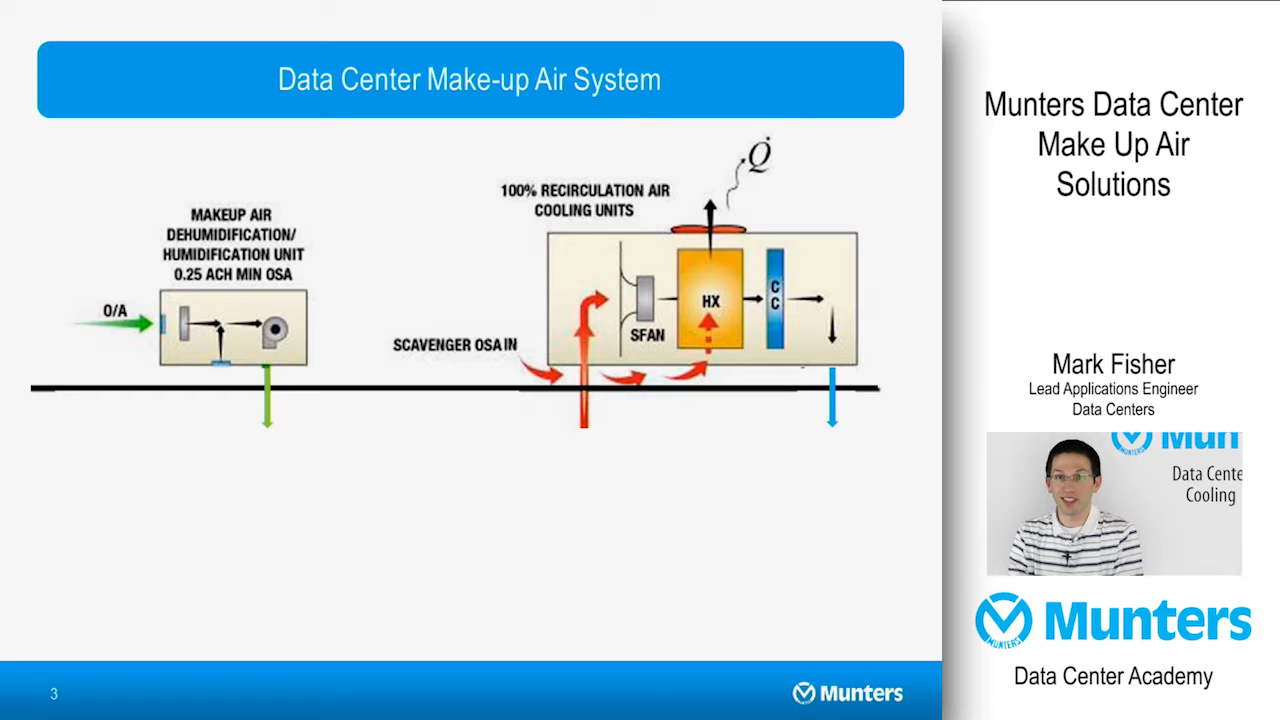 Data Center Make-up Air System
Q̇
100% RECIRCULATION AIR
COOLING UNITS
MAKEUP AIR
DEHUMIDIFICATION/
HUMIDIFICATION UNIT
0.25 ACH MIN OSA
O/A
HX
C
C
SFAN
SCAVENGER OSA IN
3
Munters
Munters Data Center
Make Up Air
Solutions
Mark Fisher
Lead Applications Engineer
Data Centers
Munt
MUNTERS
Data Cente
Cooling
MUNTERS
Munters
Data Center Academy